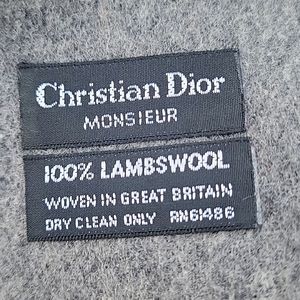 Christian Dior
MONSIEUR
100% LAMBSWOOL
WOVEN IN GREAT BRITAIN
DRY CLEAN ONLY RN61486